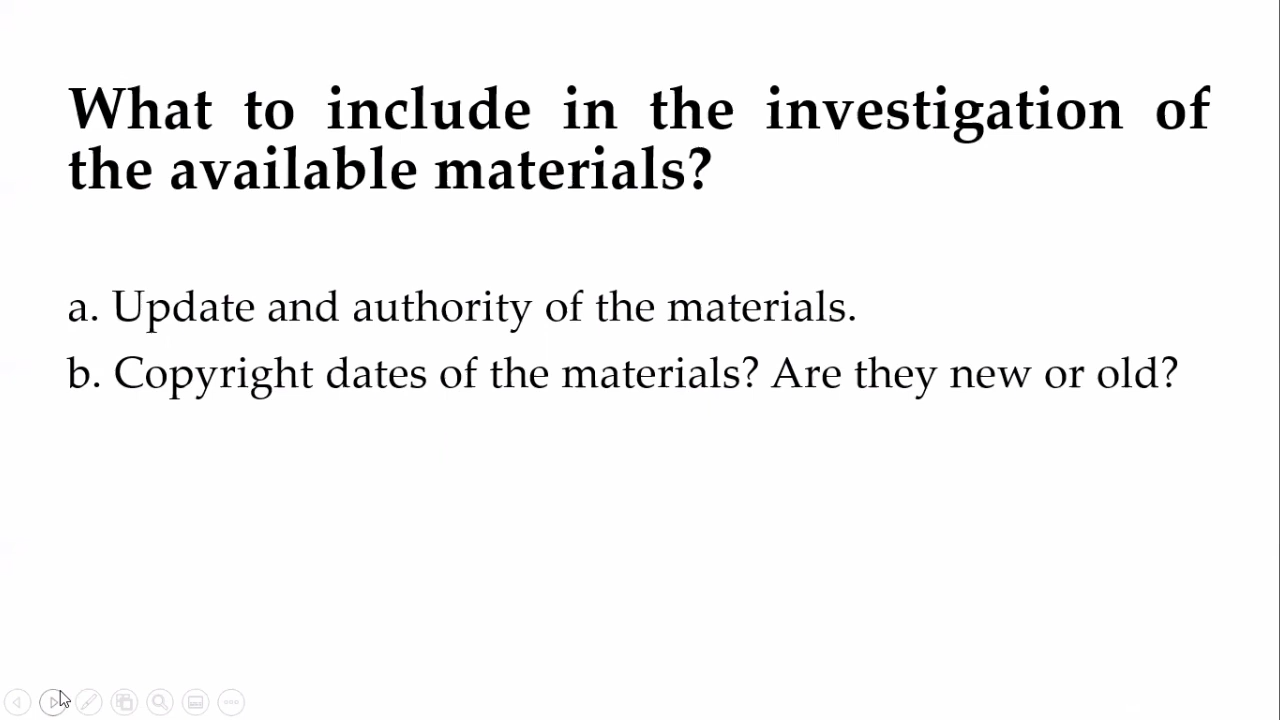 What to include in the investigation of
the available materials?
a. Update and authority of the materials.
b. Copyright dates of the materials? Are they new or old?